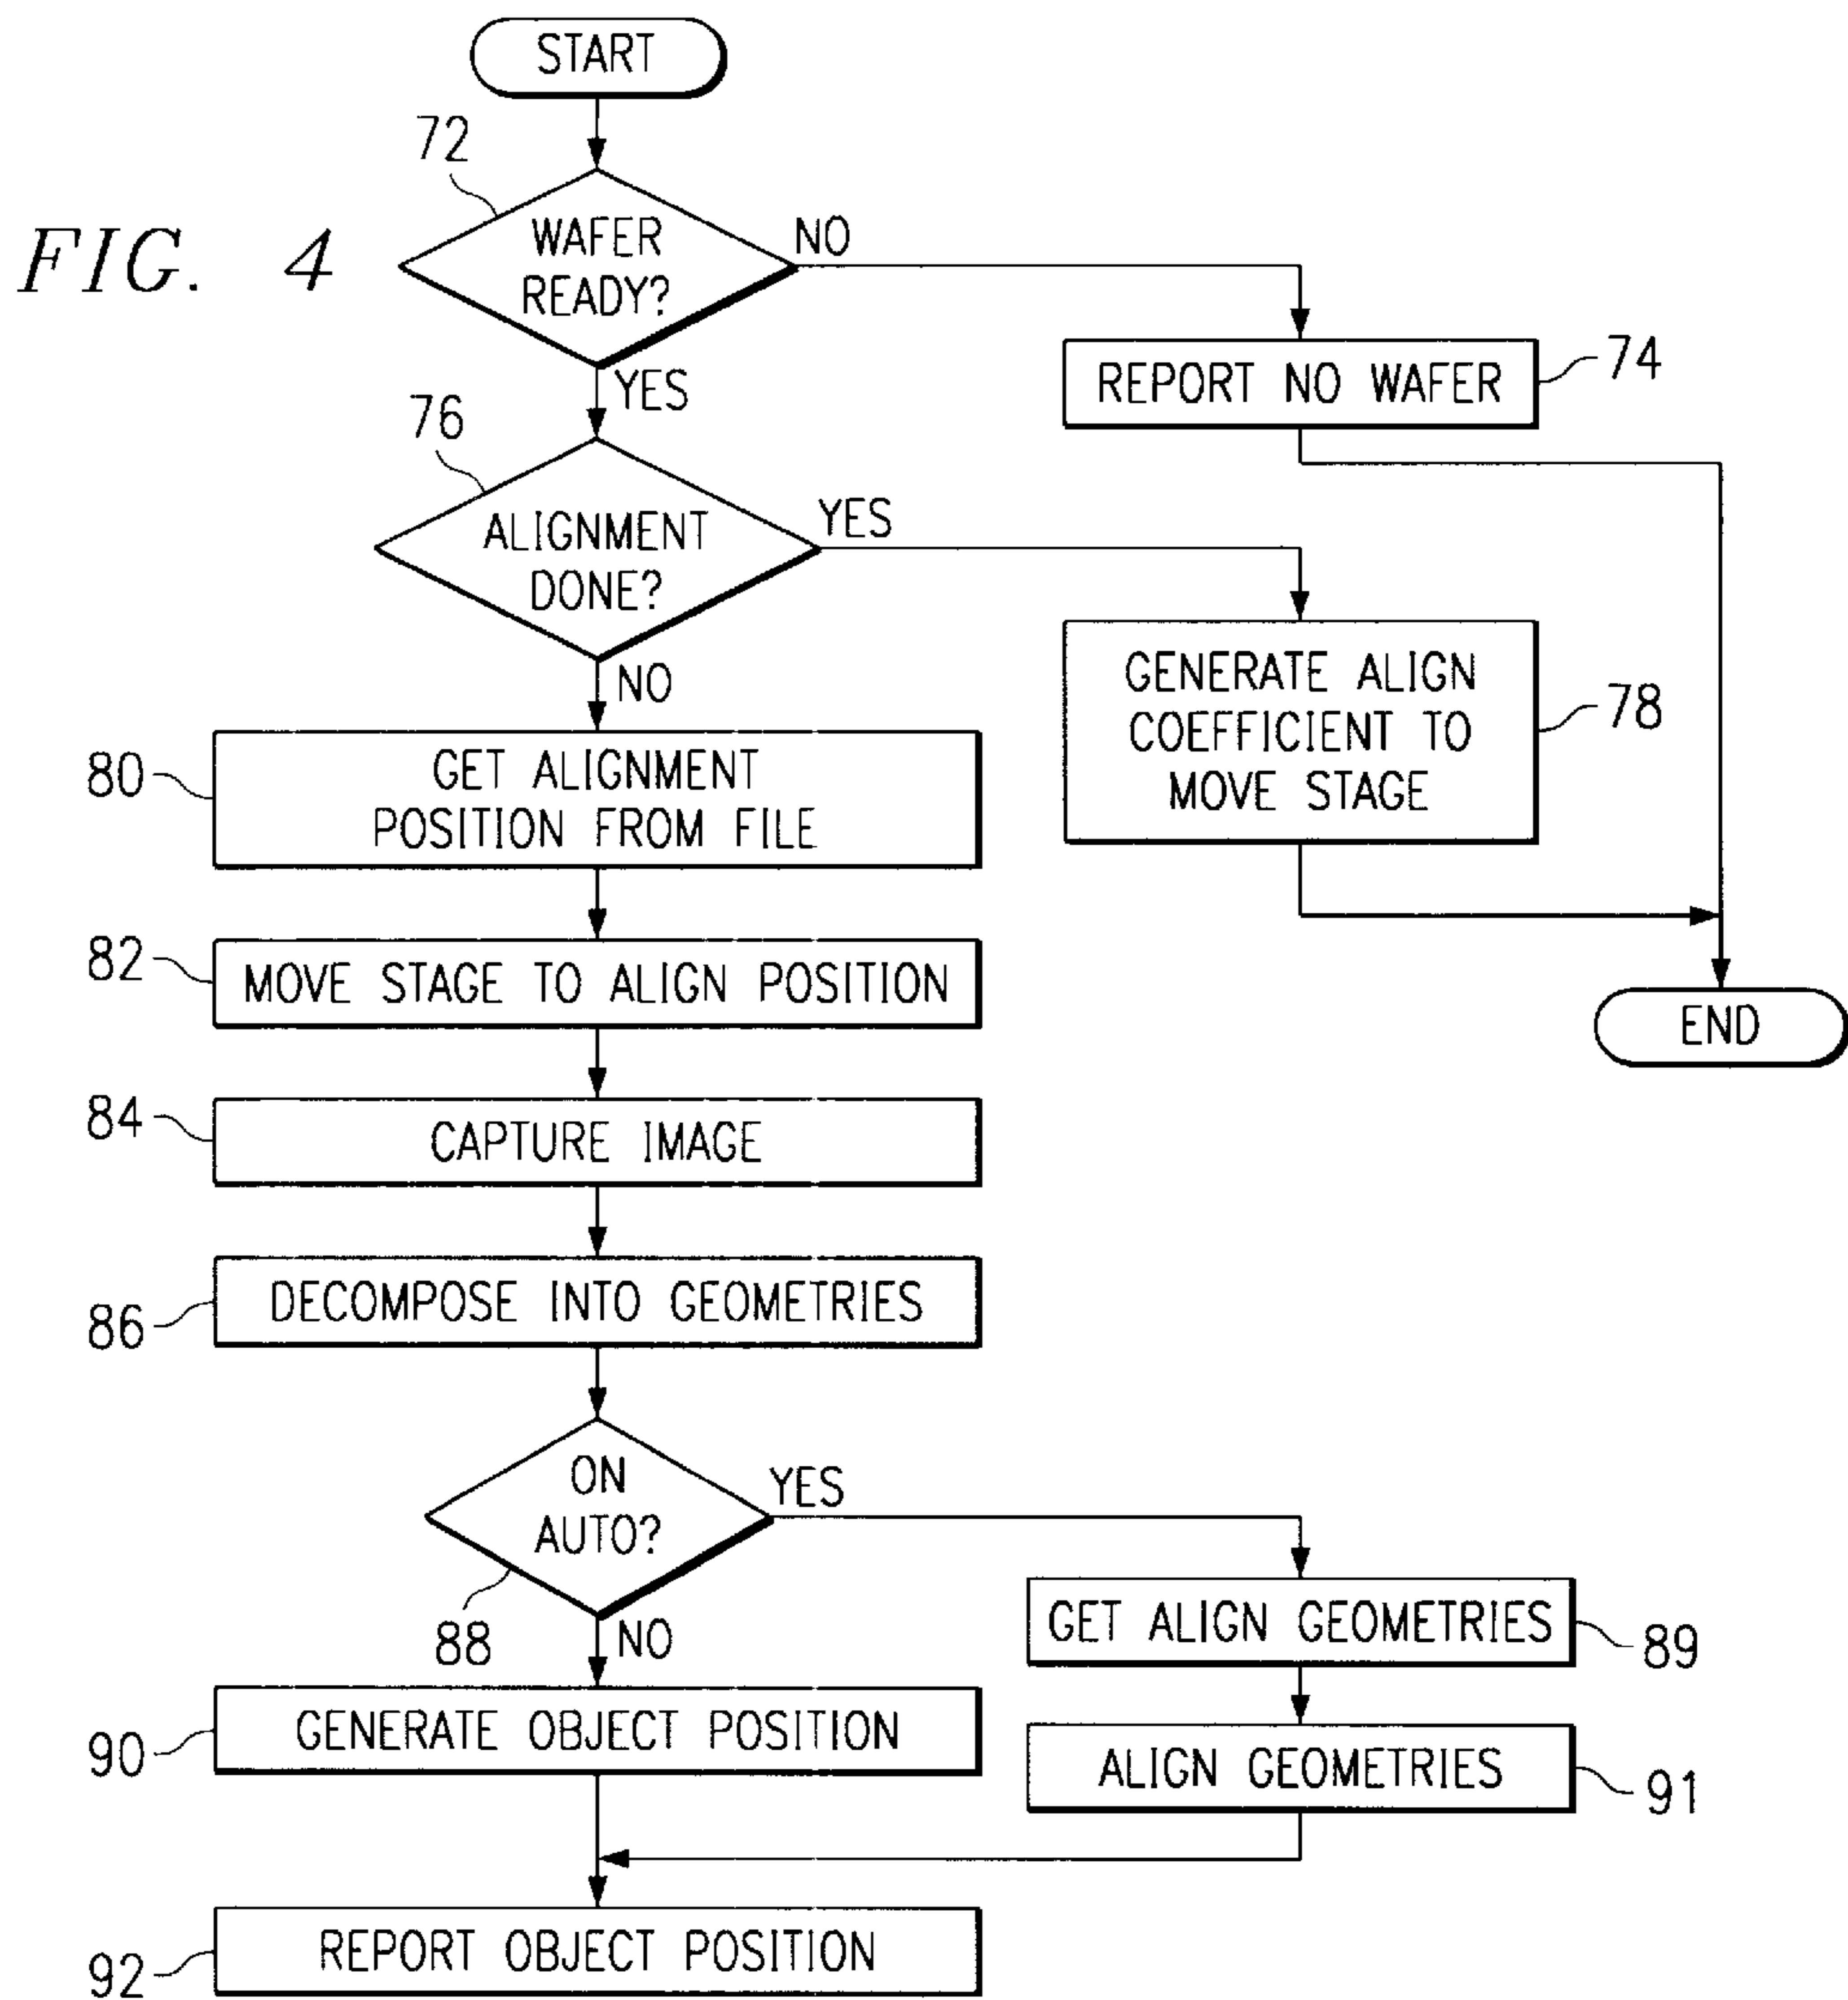 START
72
FIG. 4
WAFER
READY?
NO
YES
REPORT NO WAFER
74
76
ALIGNMENT
DONE?
YES
NO
GENERATE ALIGN
COEFFICIENT TO
MOVE STAGE
78
80
GET ALIGNMENT
POSITION FROM FILE
82
MOVE STAGE TO ALIGN POSITION
END
84
CAPTURE IMAGE
86
DECOMPOSE INTO GEOMETRIES
ON
AUTO?
YES
88
NO
GET ALIGN GEOMETRIES
89
90
GENERATE OBJECT POSITION
ALIGN GEOMETRIES
91
92
REPORT OBJECT POSITION